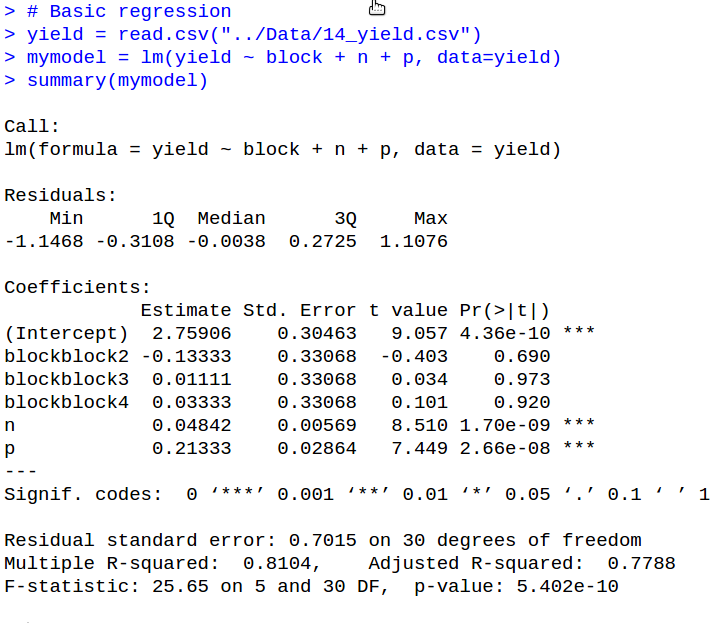 > # Basic regression
> yield = read.csv("../Data/14_yield.csv")
> mymodel = lm(yield ~ block + n + p, data=yield)
> summary(mymodel)
Call:
lm(formula = yield ~ block + n + p, data = yield)
Residuals:
    Min      1Q  Median      3Q     Max
-1.1468 -0.3108 -0.0038  0.2725  1.1076
Coefficients:
            Estimate Std. Error t value Pr(>|t|)
(Intercept)  2.75906    0.30463   9.057 4.36e-10 ***
blockblock2 -0.13333    0.33068  -0.403    0.690
blockblock3  0.01111    0.33068   0.034    0.973
blockblock4  0.03333    0.33068   0.101    0.920
n            0.04842    0.00569   8.510 1.70e-09 ***
p            0.21333    0.02864   7.449 2.66e-08 ***
---
Signif. codes:  0 ‘***’ 0.001 ‘**’ 0.01 ‘*’ 0.05 ‘.’ 0.1 ‘ ’ 1
Residual standard error: 0.7015 on 30 degrees of freedom
Multiple R-squared:  0.8104,    Adjusted R-squared:  0.7788
F-statistic: 25.65 on 5 and 30 DF,  p-value: 5.402e-10